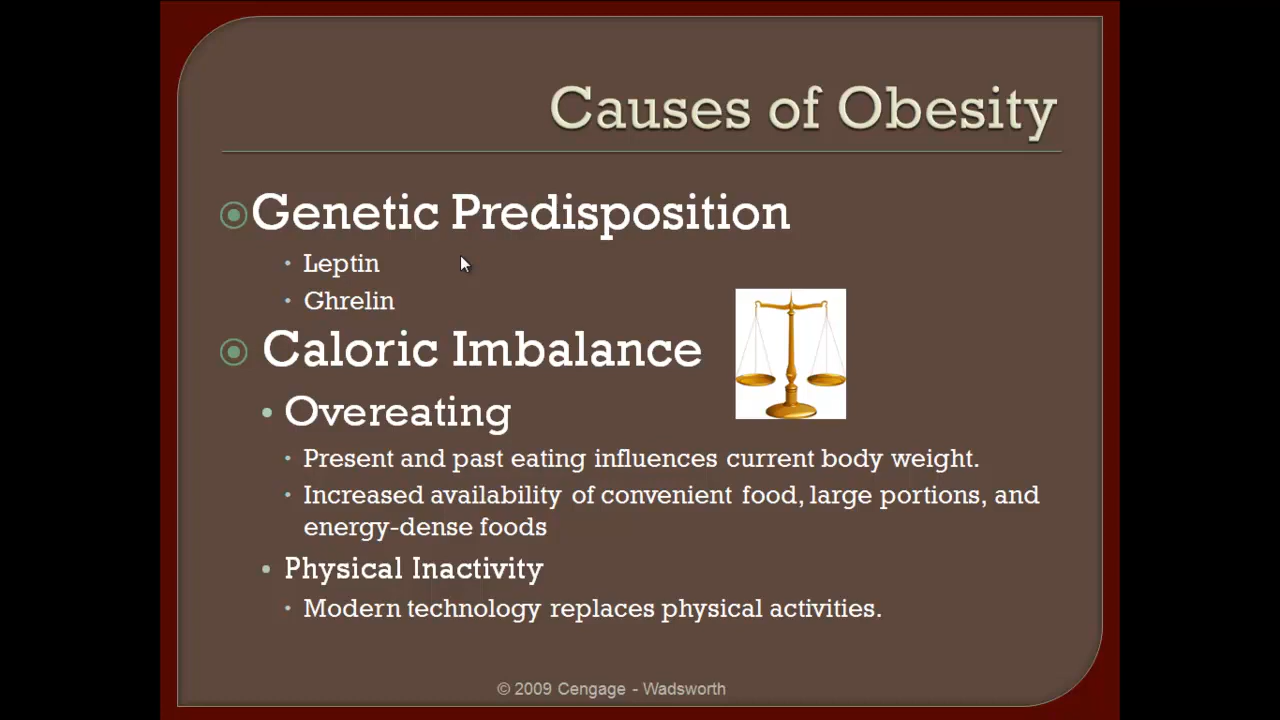 Causes of Obesity
Genetic Predisposition
Leptin
Ghrelin
Caloric Imbalance
Overeating
Present and past eating influences current body weight.
Increased availability of convenient food, large portions, and
energy-dense foods
Physical Inactivity
Modern technology replaces physical activities.
© 2009 Cengage - Wadsworth